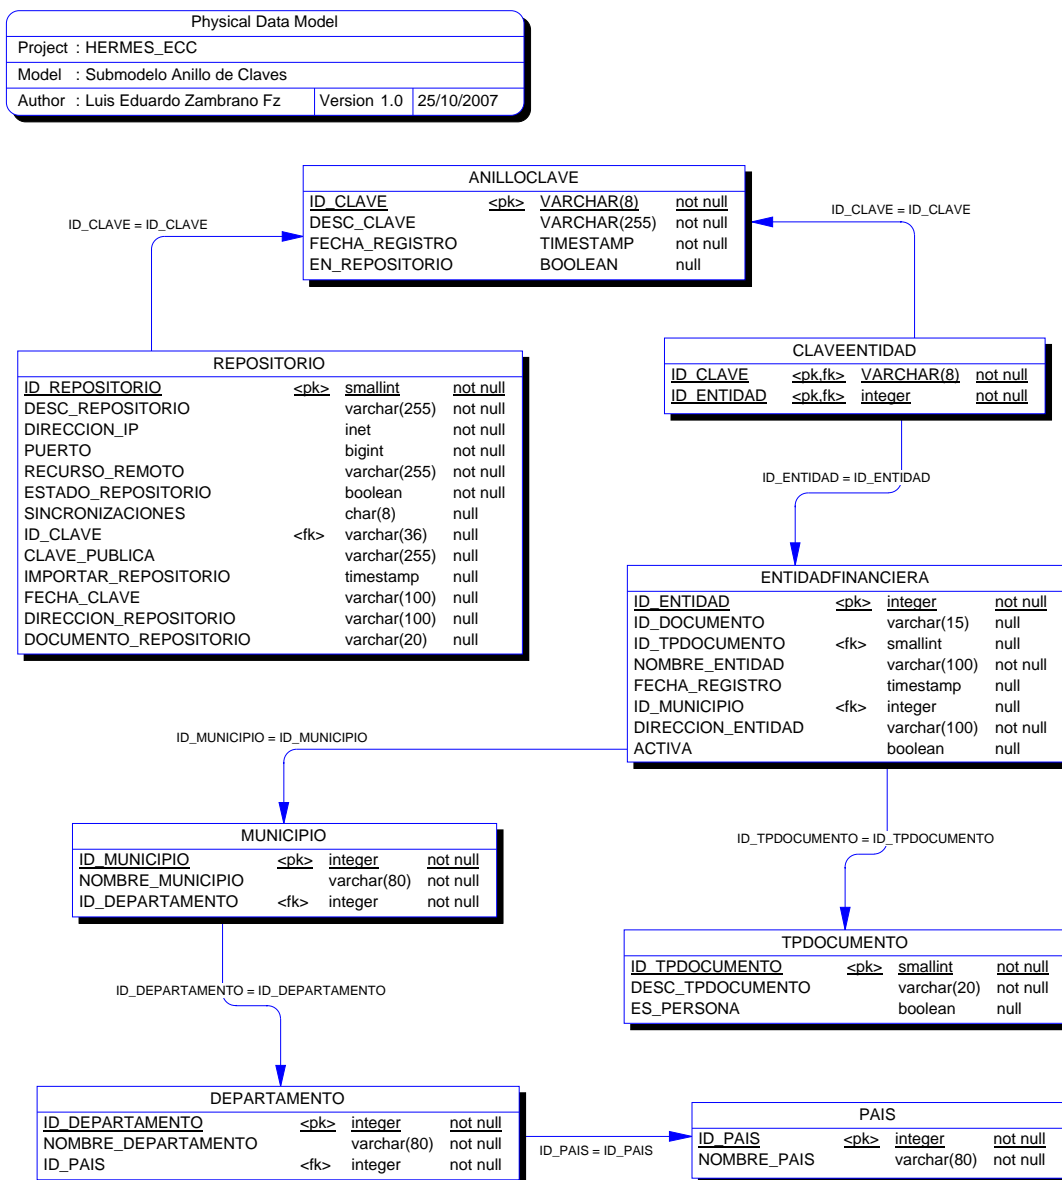 Physical Data Model
Project : HERMES_ECC
Model : Submodelo Anillo de Claves
Author : Luis Eduardo Zambrano Fz Version 1.0 25/10/2007
ANILLOCLAVE
ID_CLAVE <pk> VARCHAR(8) not null
DESC_CLAVE VARCHAR(255) not null
FECHA_REGISTRO TIMESTAMP not null
EN_REPOSITORIO BOOLEAN null
ID_CLAVE = ID_CLAVE
ID_CLAVE = ID_CLAVE
REPOSITORIO
ID_REPOSITORIO <pk> smallint not null
DESC_REPOSITORIO varchar(255) not null
DIRECCION_IP inet not null
PUERTO bigint not null
RECURSO_REMOTO varchar(255) not null
ESTADO_REPOSITORIO boolean not null
SINCRONIZACIONES char(8) null
ID_CLAVE <fk> varchar(36) null
CLAVE_PUBLICA varchar(255) null
IMPORTAR_REPOSITORIO timestamp null
FECHA_CLAVE varchar(100) null
DIRECCION_REPOSITORIO varchar(100) null
DOCUMENTO_REPOSITORIO varchar(20) null
CLAVEENTIDAD
ID_CLAVE <pk,fk> VARCHAR(8) not null
ID_ENTIDAD <pk,fk> integer not null
ID_ENTIDAD = ID_ENTIDAD
ENTIDADFINANCIERA
ID_ENTIDAD <pk> integer not null
ID_DOCUMENTO varchar(15) null
ID_TPDOCUMENTO <fk> smallint null
NOMBRE_ENTIDAD varchar(100) not null
FECHA_REGISTRO timestamp null
ID_MUNICIPIO <fk> integer null
DIRECCION_ENTIDAD varchar(100) not null
ACTIVA boolean null
ID_MUNICIPIO = ID_MUNICIPIO
MUNICIPIO
ID_MUNICIPIO <pk> integer not null
NOMBRE_MUNICIPIO varchar(80) not null
ID_DEPARTAMENTO <fk> integer not null
ID_TPDOCUMENTO = ID_TPDOCUMENTO
TPDOCUMENTO
ID_TPDOCUMENTO <pk> smallint not null
DESC_TPDOCUMENTO varchar(20) not null
ES_PERSONA boolean null
ID_DEPARTAMENTO = ID_DEPARTAMENTO
DEPARTAMENTO
ID_DEPARTAMENTO <pk> integer not null
NOMBRE_DEPARTAMENTO varchar(80) not null
ID_PAIS <fk> integer not null
ID_PAIS = ID_PAIS
PAIS
ID_PAIS <pk> integer not null
NOMBRE_PAIS varchar(80) not null